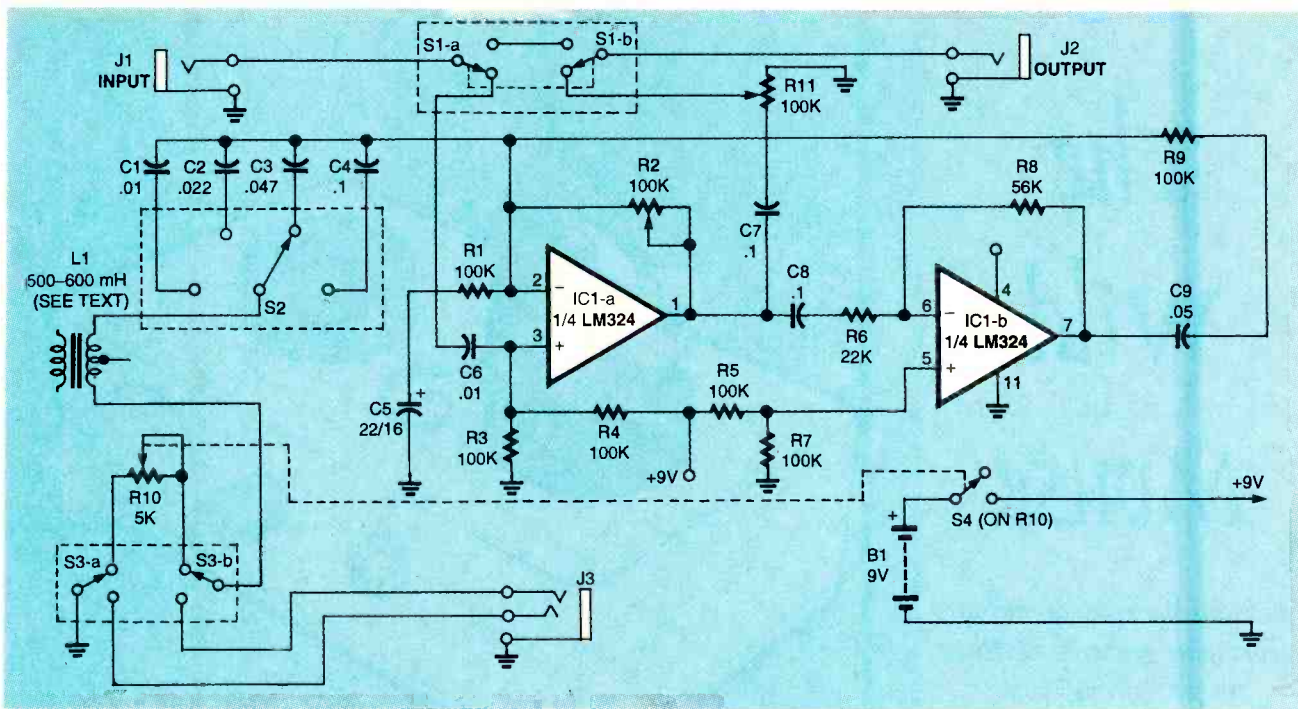 J1
INPUT
S1-a
S1-b
J2
OUTPUT
R11
100K
C1
.01
C2
.022
C3
.047
C4
.1
R2
100K
C7
.1
R9
100K
R8
56K
L1
500–600 mH
(SEE TEXT)
S2
R1
100K
2
−
3
+
IC1-a
1/4 LM324
1
C8
.1
R6
22K
6
−
5
+
4
IC1-b
1/4 LM324
7
11
C9
.05
C6
.01
C5
22/16
+
R3
100K
R4
100K
R5
100K
R7
100K
+9V
R10
5K
S4 (ON R10)
+9V
+
B1
9V
S3-a
S3-b
J3